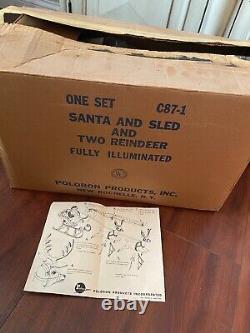 ONE SET C87-1
SANTA AND SLED
AND
TWO REINDEER
FULLY ILLUMINATED
POLORON PRODUCTS, INC.
NEW ROCHELLE, N.Y.
POLORON PRODUCTS INCORPORATED